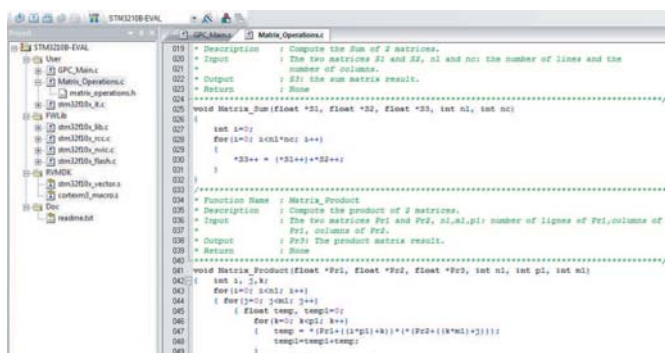 STM3210B-EVAL
Project
GPC_Main.c
Matrix_Operations.c
STM3210B-EVAL
User
GPC_Main.c
Matrix_Operations.c
matrix_operations.h
stm32f10x_it.c
FWLib
stm32f10x_lib.c
stm32f10x_rcc.c
stm32f10x_nvic.c
stm32f10x_flash.c
RVMDK
stm32f10x_vector.s
cortexm3_macro.s
Doc
readme.txt
019 * Description : Compute the Sum of 2 matrices.
020 * Input : The two matrices S1 and S2, nl and nc: the number of lines and the
021 * number of columns.
022 * Output : S3: the sum matrix result.
023 * Return : None
024 *******************************************************************************/
025 void Matrix_Sum(float *S1, float *S2, float *S3, int nl, int nc)
026 {
027 int i=0;
028 for(i=0; i<nl*nc; i++)
029 {
030 *S3++ = (*S1++)+*S2++;
031 }
032 }
033 /*******************************************************************************
034 * Function Name : Matrix_Product
035 * Description : Compute the product of 2 matrices.
036 * Input : The two matrices Pr1 and Pr2, nl,ml,pl: number of lignes of Pr1,columns of
037 * Pr1, columns of Pr2.
038 * Output : Pr3: The product matrix result.
039 * Return : None
040 *******************************************************************************/
041 void Matrix_Product(float *Pr1, float *Pr2, float *Pr3, int nl, int pl, int ml)
042 { int i, j,k;
043 for(i=0; i<nl; i++)
044 { for(j=0; j<ml; j++)
045 { float temp, templ=0;
046 for(k=0; k<pl; k++)
047 { temp = *(Pr1+((i*pl)+k))*(*(Pr2+((k*ml)+j)));
048 templ=templ+temp;
049 }